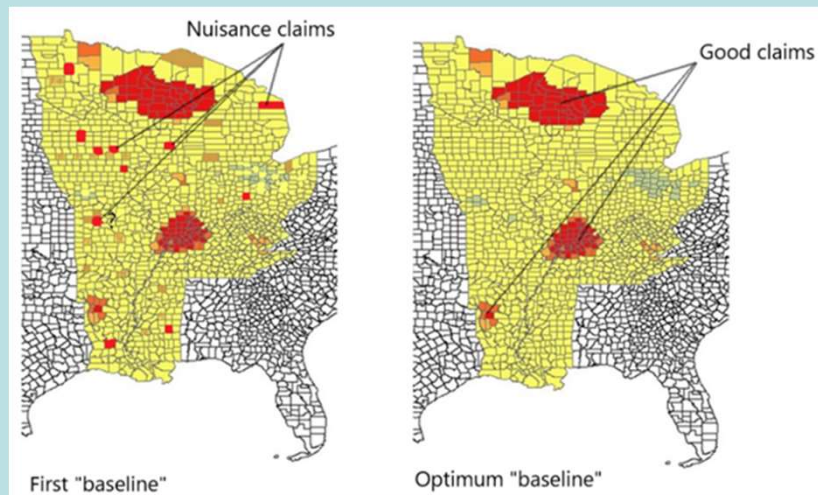 Nuisance claims
Good claims
?
First "baseline"
Optimum "baseline"